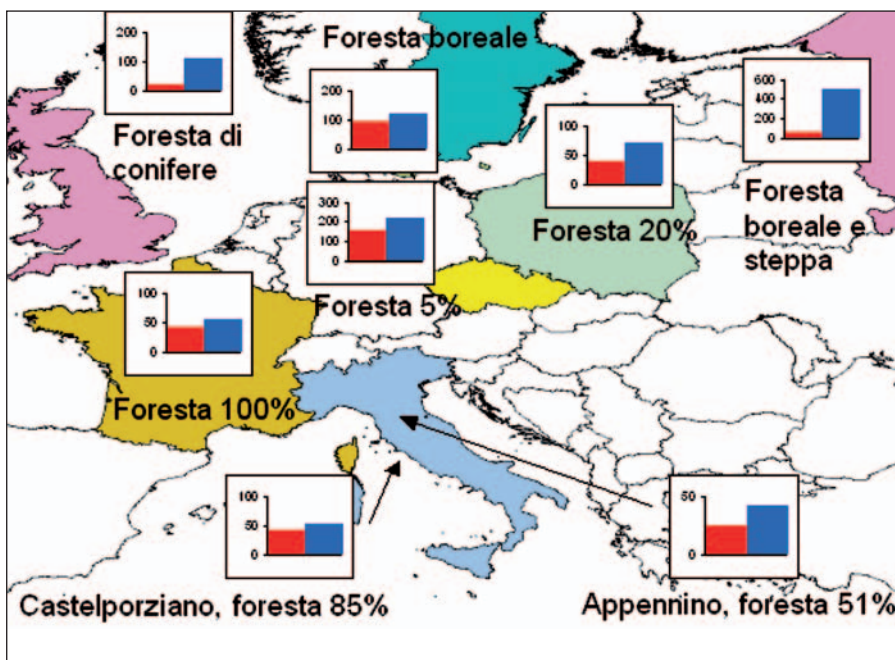 200
100
0
Foresta di
conifere
Foresta boreale
200
100
0
100
50
0
Foresta 20%
600
400
200
0
Foresta
boreale e
steppa
300
200
100
0
Foresta 5%
100
50
0
Foresta 100%
100
50
0
Castelporziano, foresta 85%
50
0
Appennino, foresta 51%